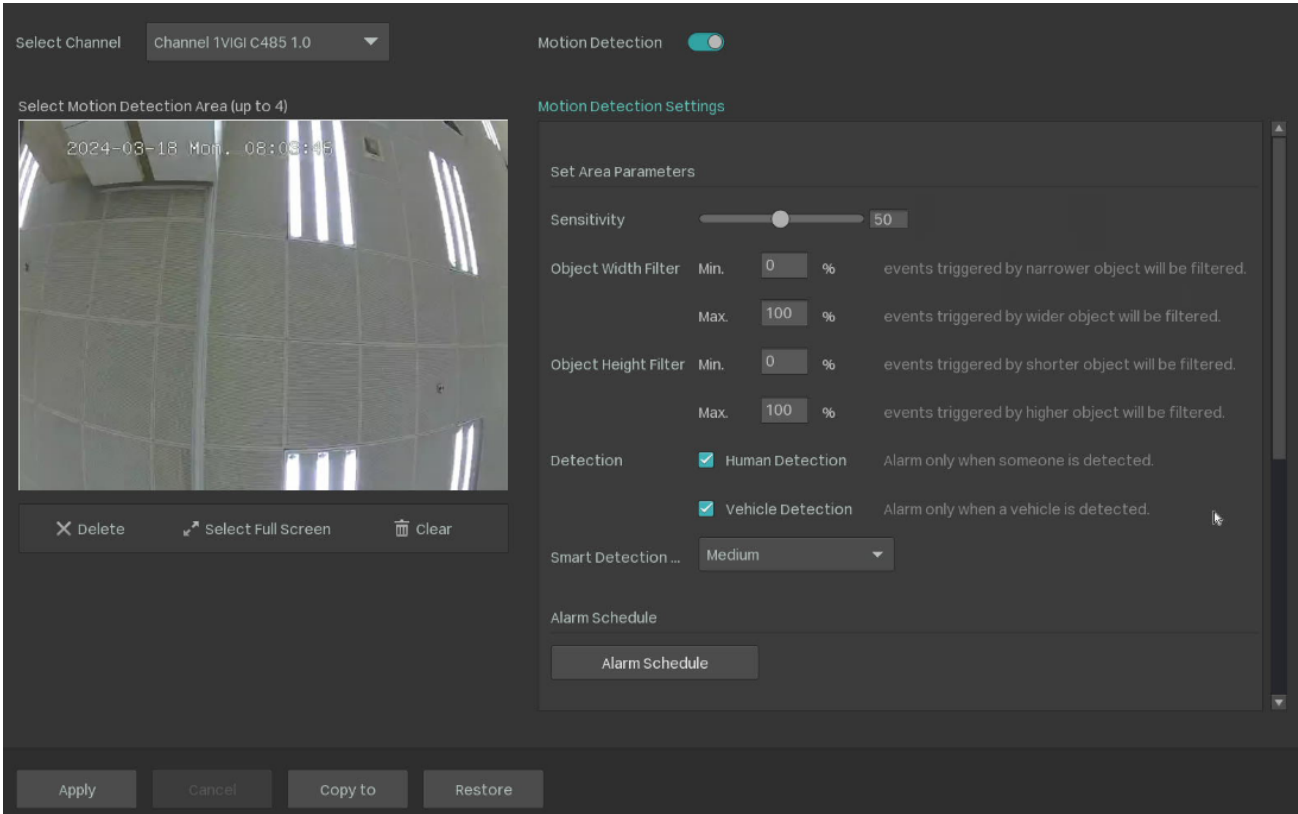 Select Channel
Channel 1VIGI C485 1.0
Motion Detection
Select Motion Detection Area (up to 4)
Motion Detection Settings
2024-03-18 Mon. 08:03:46
Set Area Parameters
Sensitivity
50
Object Width Filter Min. 0 % events triggered by narrower object will be filtered.
Max. 100 % events triggered by wider object will be filtered.
Object Height Filter Min. 0 % events triggered by shorter object will be filtered.
Max. 100 % events triggered by higher object will be filtered.
Detection Human Detection Alarm only when someone is detected.
Vehicle Detection Alarm only when a vehicle is detected.
Delete Select Full Screen Clear
Smart Detection ... Medium
Alarm Schedule
Alarm Schedule
Apply Cancel Copy to Restore